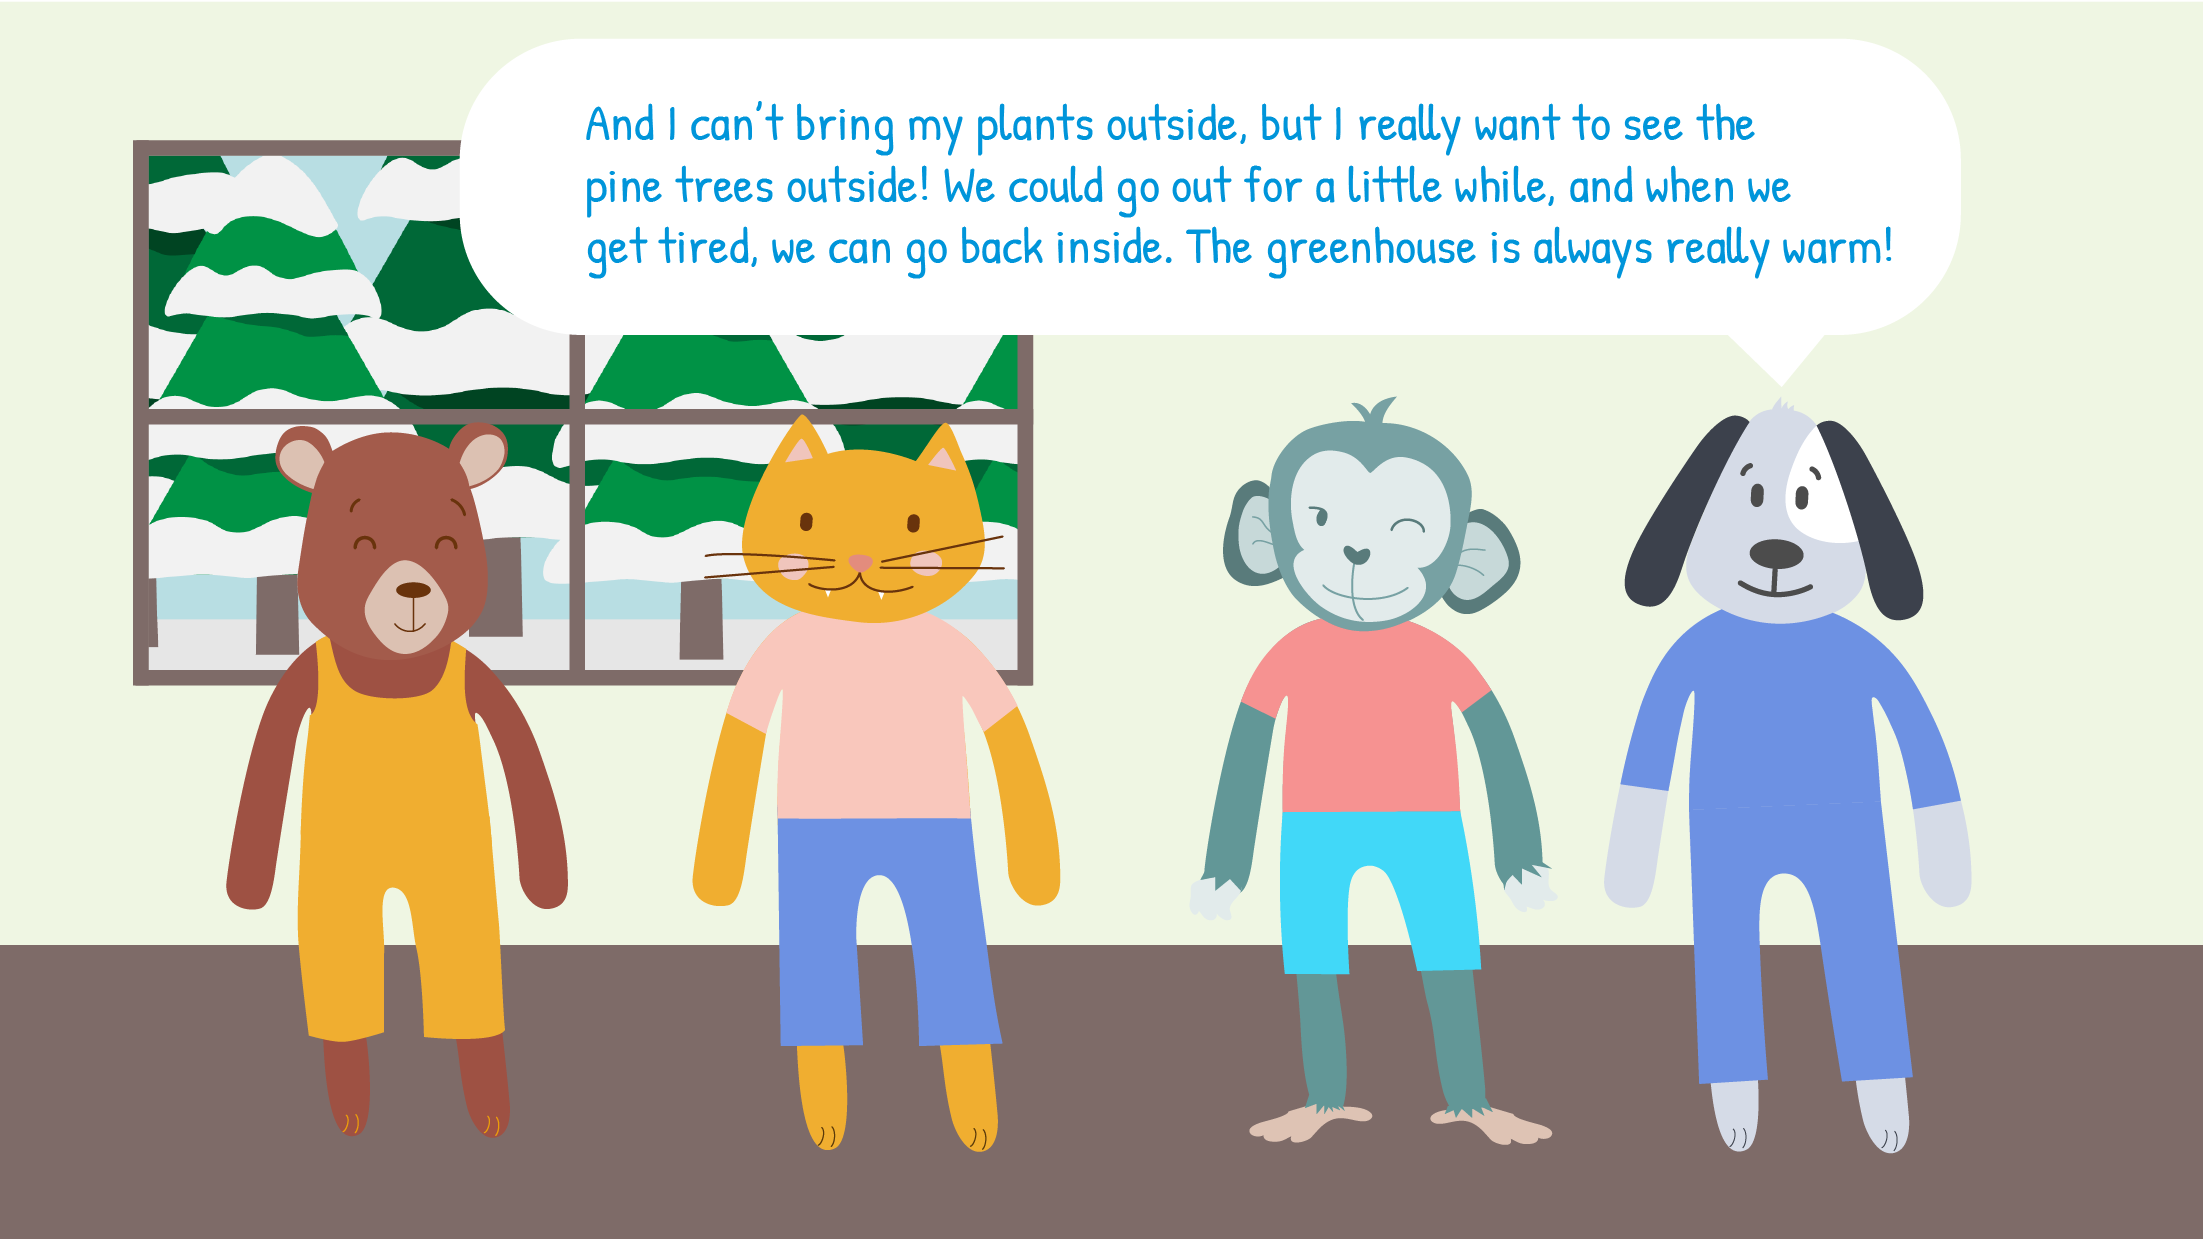 And I can't bring my plants outside, but I really want to see the
pine trees outside! We could go out for a little while, and when we
get tired, we can go back inside. The greenhouse is always really warm!